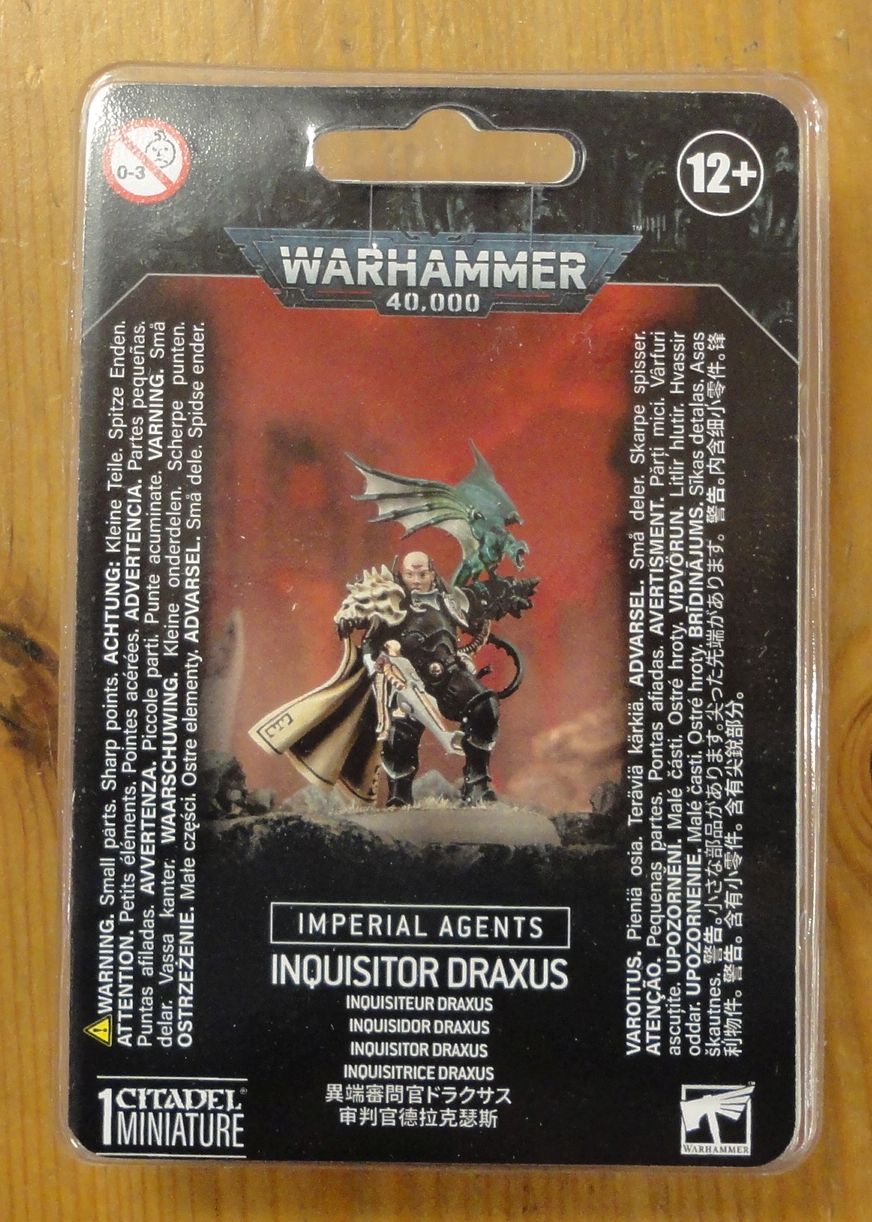 0-3
12+
WARHAMMER
40,000
WARNING. Small parts. Sharp points. ACHTUNG: Kleine Teile. Spitze Enden.
ATTENTION. Petits éléments. Pointes acérées. ADVERTENCIA. Partes pequeñas.
Puntas afiladas. AVVERTENZA. Piccole parti. Punte acuminate. VARNING. Små
delar. Vassa kanter. WAARSCHUWING. Kleine onderdelen. Scherpe punten.
OSTRZEŻENIE. Małe części. Ostre elementy. ADVARSEL. Små dele. Spidse ender.
VAROITUS. Pieniä osia. Teräviä kärkiä. ADVARSEL. Små deler. Skarpe spisser.
ATENÇÃO. Pequenas partes. Pontas afiadas. AVERTISMENT. Părți mici. Vârfuri
ascuțite. UPOZORNĚNÍ. Malé části. Ostré hroty. VIÐVÖRUN. Litlir hlutir. Hvassir
oddar. UPOZORNENIE. Malé časti. Ostré hroty. BRĪDINĀJUMS. Sīkas detaļas. Asas
šķautnes. 警告。小さな部品があります。尖った先端があります。警告。内含细小零件。锋
利物件。警告。含有小零件。含有尖銳部分。
IMPERIAL AGENTS
INQUISITOR DRAXUS
INQUISITEUR DRAXUS
INQUISIDOR DRAXUS
INQUISITOR DRAXUS
INQUISITRICE DRAXUS
異端審問官ドラクサス
审判官德拉克瑟斯
1 CITADEL®
MINIATURE
WARHAMMER